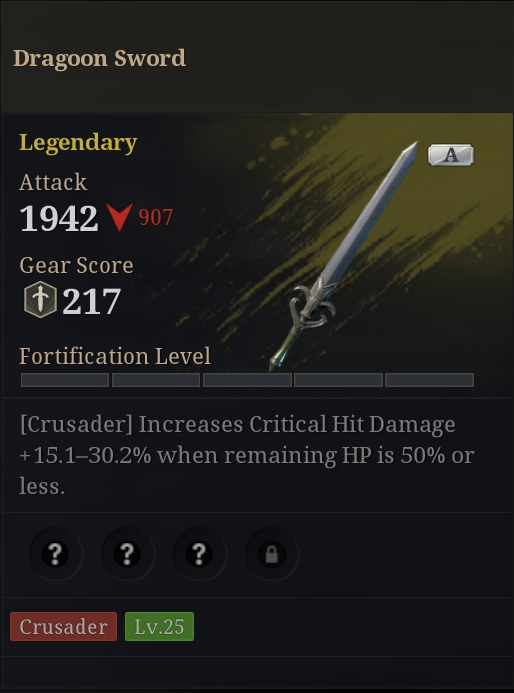 Dragoon Sword
Legendary
A
Attack
1942 907
Gear Score
217
Fortification Level
[Crusader] Increases Critical Hit Damage
+15.1–30.2% when remaining HP is 50% or
less.
? ? ?
Crusader Lv.25